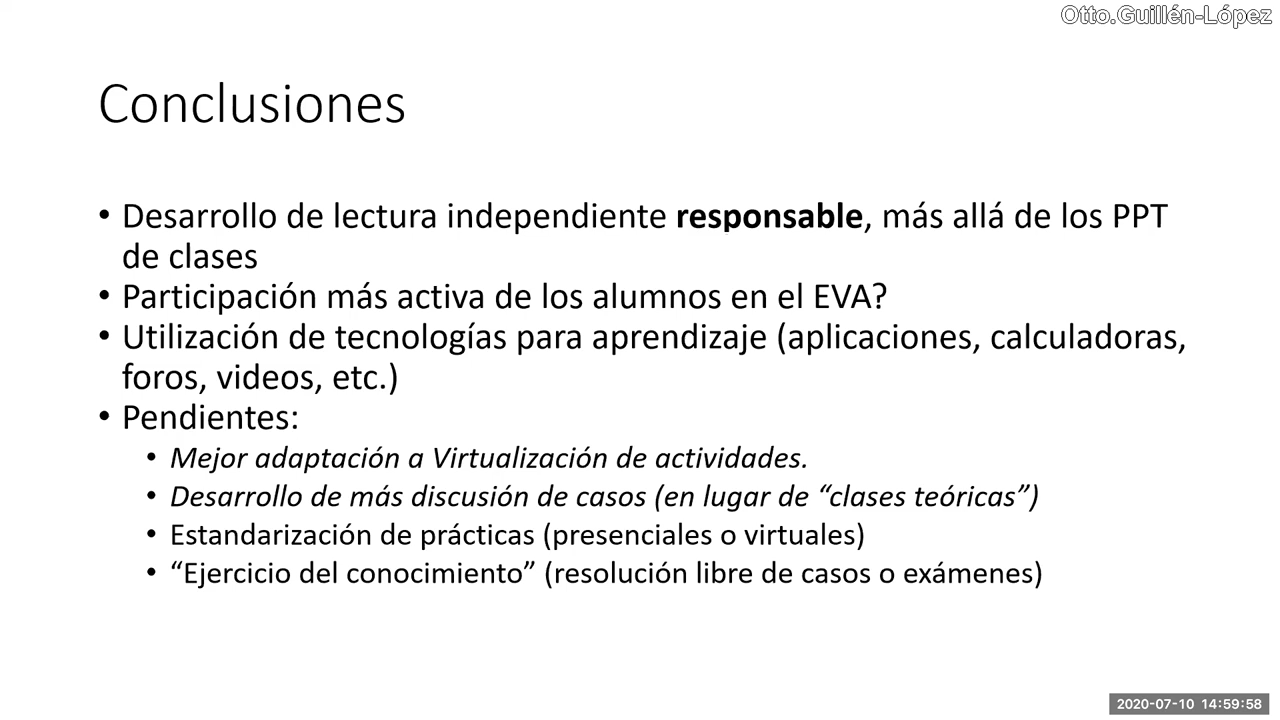 Otto.Guillén-López
Conclusiones
• Desarrollo de lectura independiente responsable, más allá de los PPT
de clases
• Participación más activa de los alumnos en el EVA?
• Utilización de tecnologías para aprendizaje (aplicaciones, calculadoras,
foros, videos, etc.)
• Pendientes:
• Mejor adaptación a Virtualización de actividades.
• Desarrollo de más discusión de casos (en lugar de “clases teóricas”)
• Estandarización de prácticas (presenciales o virtuales)
• “Ejercicio del conocimiento” (resolución libre de casos o exámenes)
2020-07-10 14:59:58